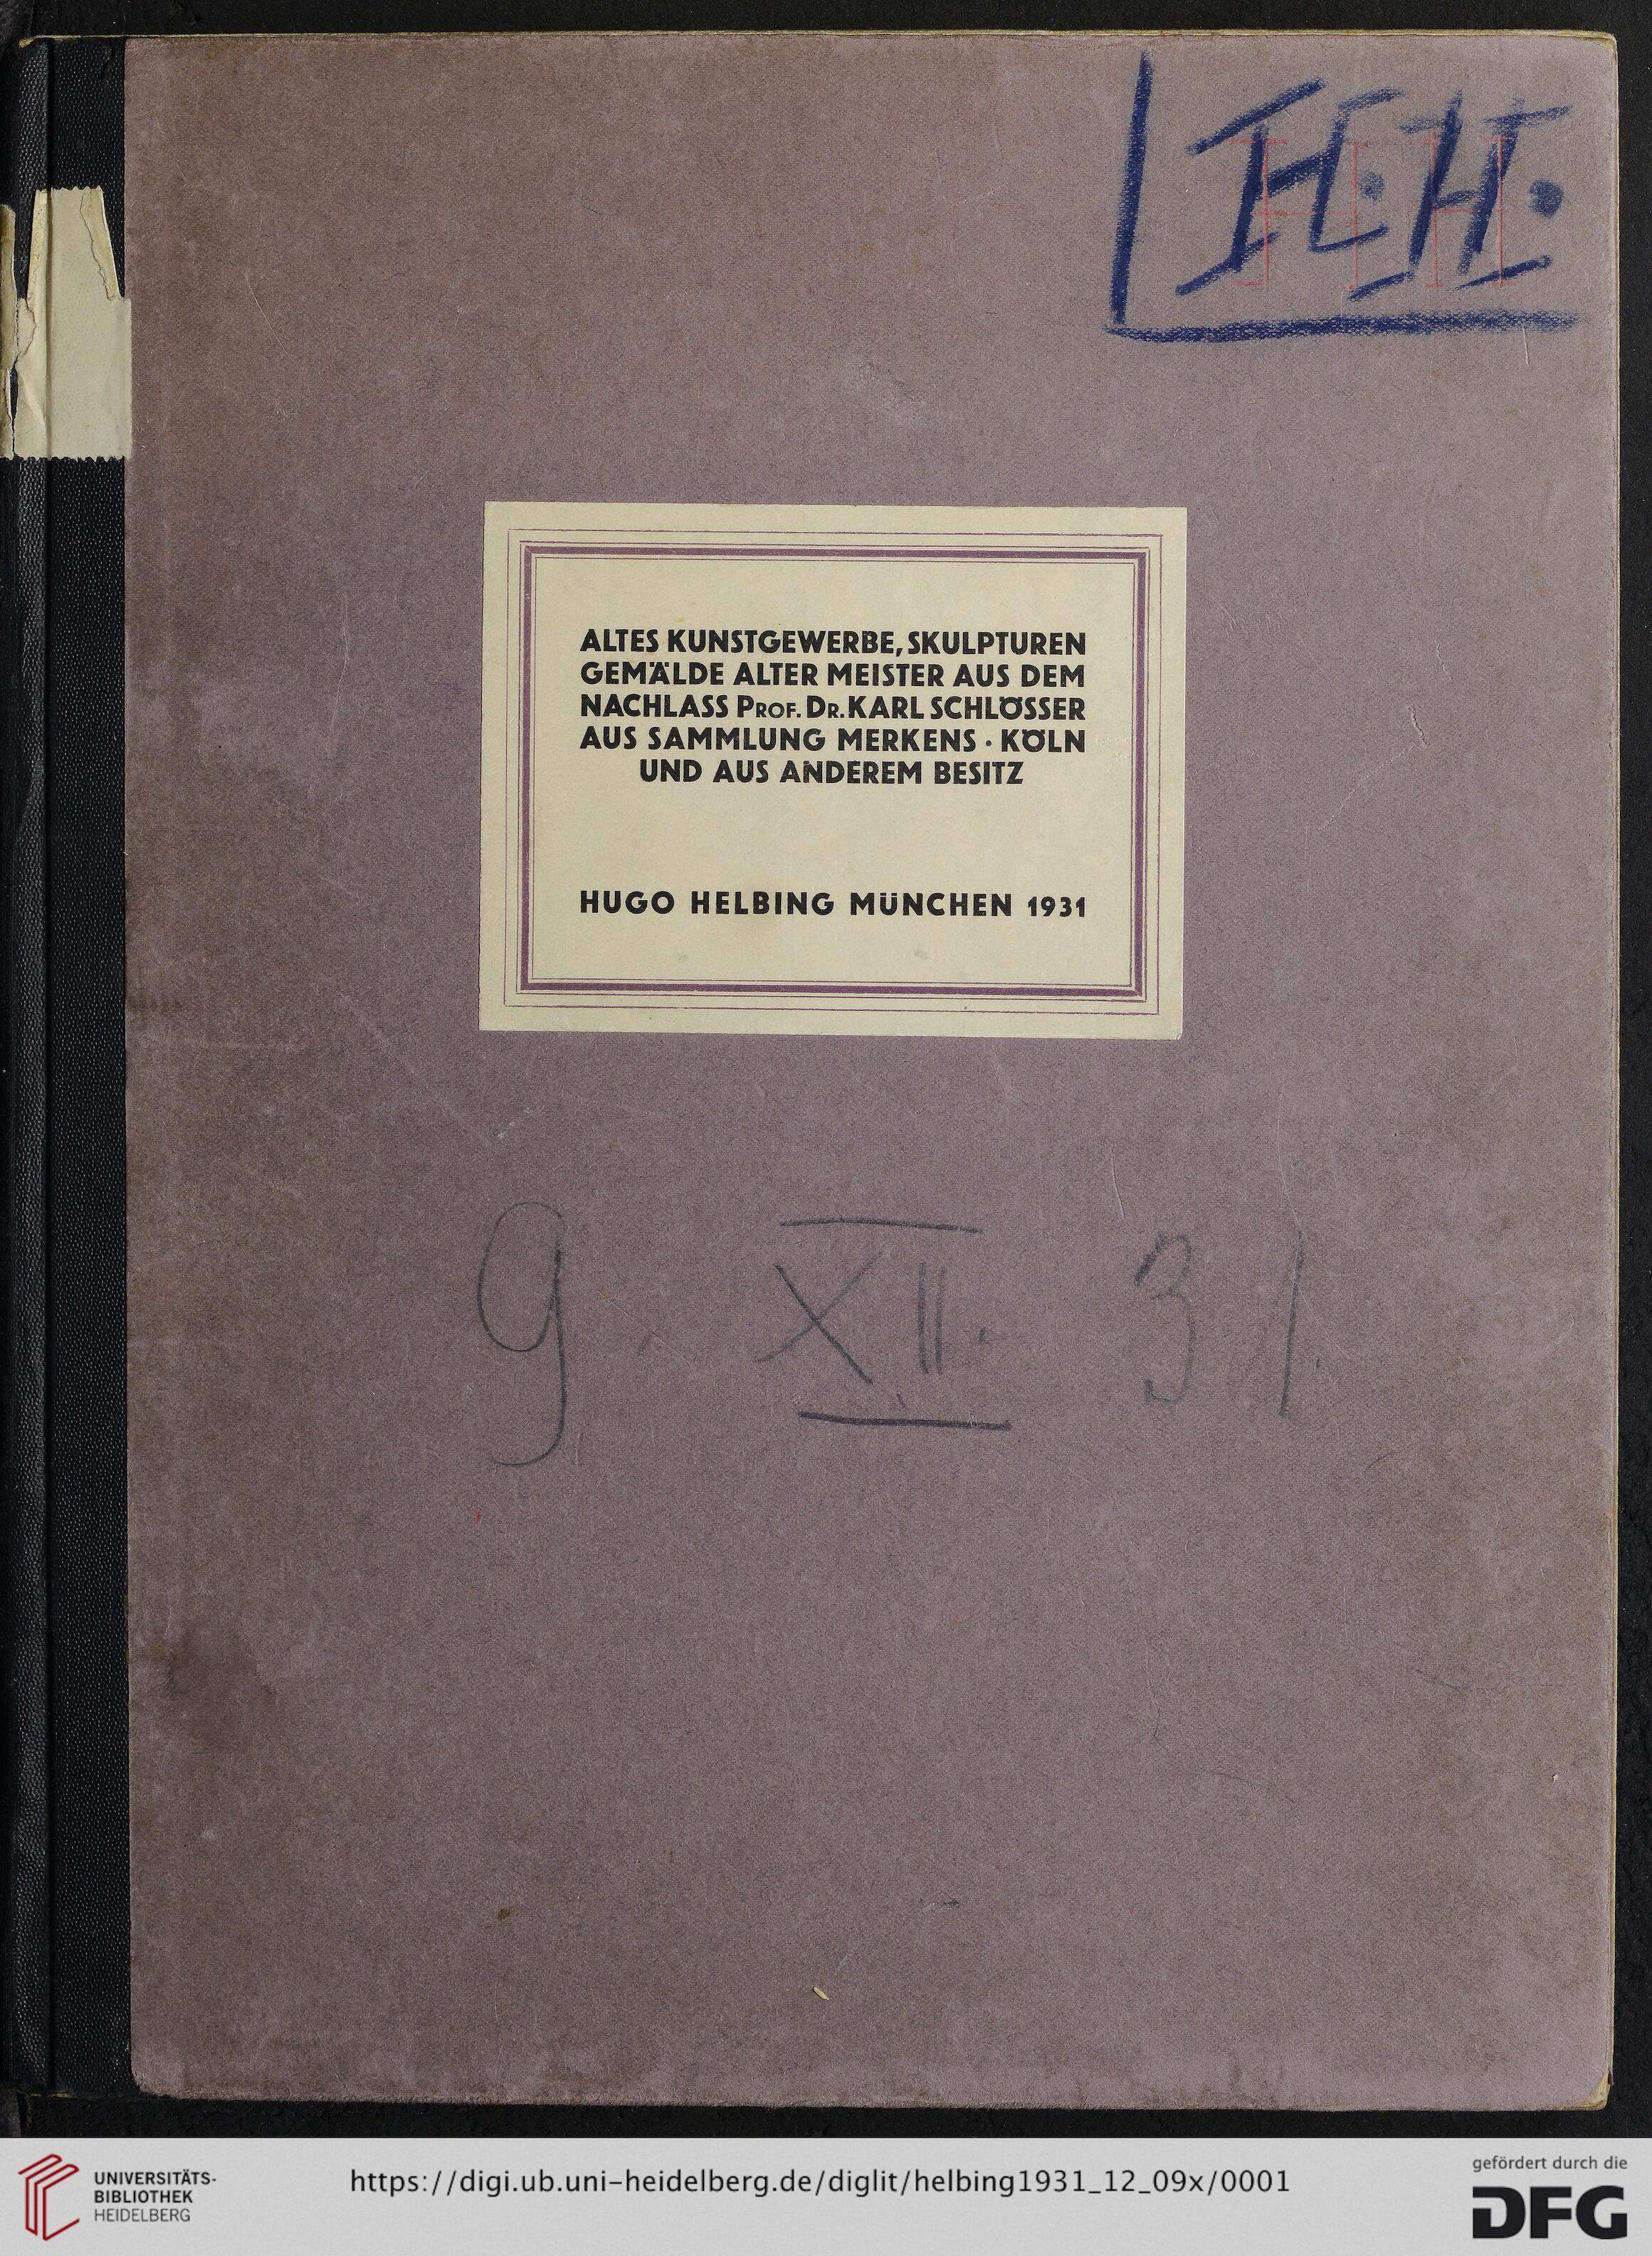 H. H.
ALTES KUNSTGEWERBE, SKULPTUREN
GEMÄLDE ALTER MEISTER AUS DEM
NACHLASS PROF. DR. KARL SCHLÖSSER
AUS SAMMLUNG MERKENS · KÖLN
UND AUS ANDEREM BESITZ
HUGO HELBING MÜNCHEN 1931
9. XII. 31.
UNIVERSITÄTS-
BIBLIOTHEK
HEIDELBERG
https://digi.ub.uni-heidelberg.de/diglit/helbing1931_12_09x/0001
gefördert durch die
DFG